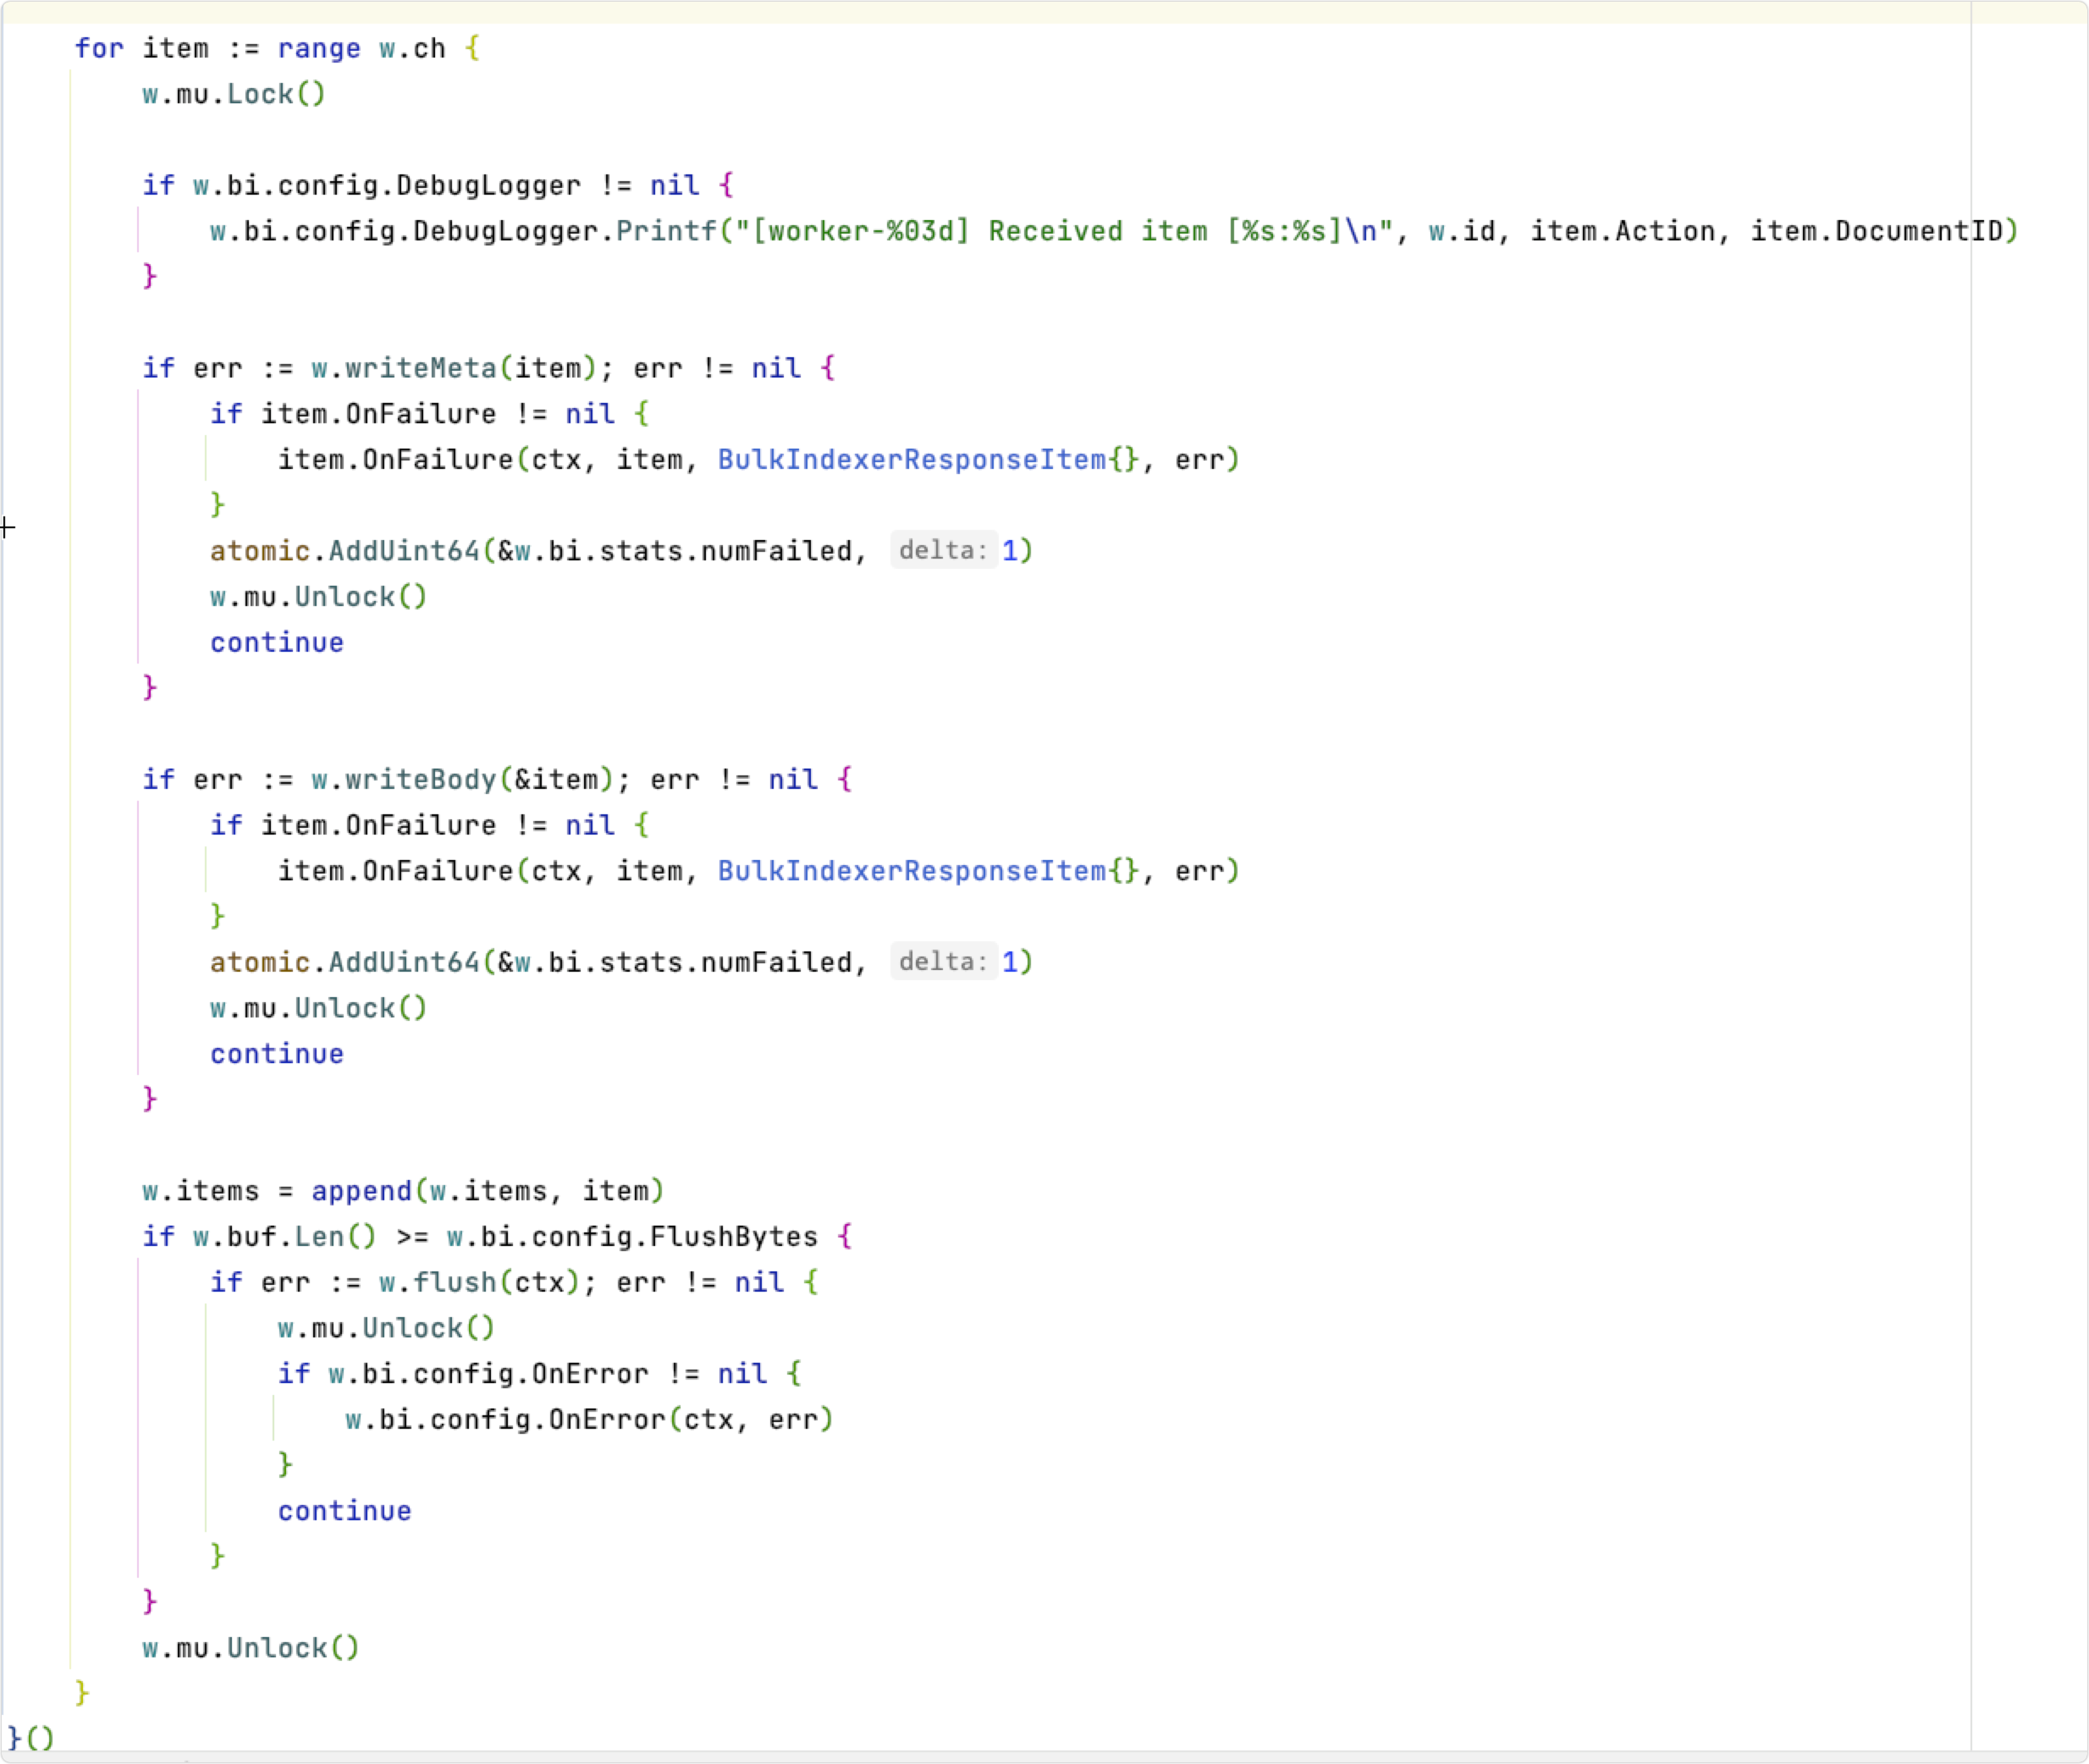 for item := range w.ch {
w.mu.Lock()
if w.bi.config.DebugLogger != nil {
w.bi.config.DebugLogger.Printf("[worker-%03d] Received item [%s:%s]\n", w.id, item.Action, item.DocumentID)
}
if err := w.writeMeta(item); err != nil {
if item.OnFailure != nil {
item.OnFailure(ctx, item, BulkIndexerResponseItem{}, err)
}
atomic.AddUint64(&w.bi.stats.numFailed, delta: 1)
w.mu.Unlock()
continue
}
if err := w.writeBody(&item); err != nil {
if item.OnFailure != nil {
item.OnFailure(ctx, item, BulkIndexerResponseItem{}, err)
}
atomic.AddUint64(&w.bi.stats.numFailed, delta: 1)
w.mu.Unlock()
continue
}
w.items = append(w.items, item)
if w.buf.Len() >= w.bi.config.FlushBytes {
if err := w.flush(ctx); err != nil {
w.mu.Unlock()
if w.bi.config.OnError != nil {
w.bi.config.OnError(ctx, err)
}
continue
}
}
w.mu.Unlock()
}
}()